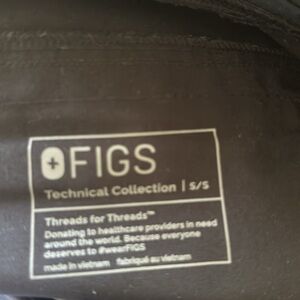 FIGS
Technical Collection | S/S
Threads for Threads™
Donating to healthcare providers in need
around the world. Because everyone
deserves to #wearFIGS
made in vietnam fabriqué au vietnam